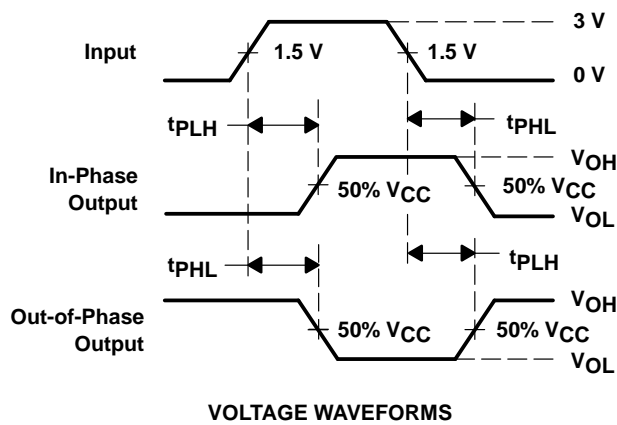 3 V
Input
1.5 V
1.5 V
0 V
tPLH
tPHL
VOH
In-Phase
Output
50% VCC
50% VCC
VOL
tPHL
tPLH
VOH
Out-of-Phase
Output
50% VCC
50% VCC
VOL
VOLTAGE WAVEFORMS